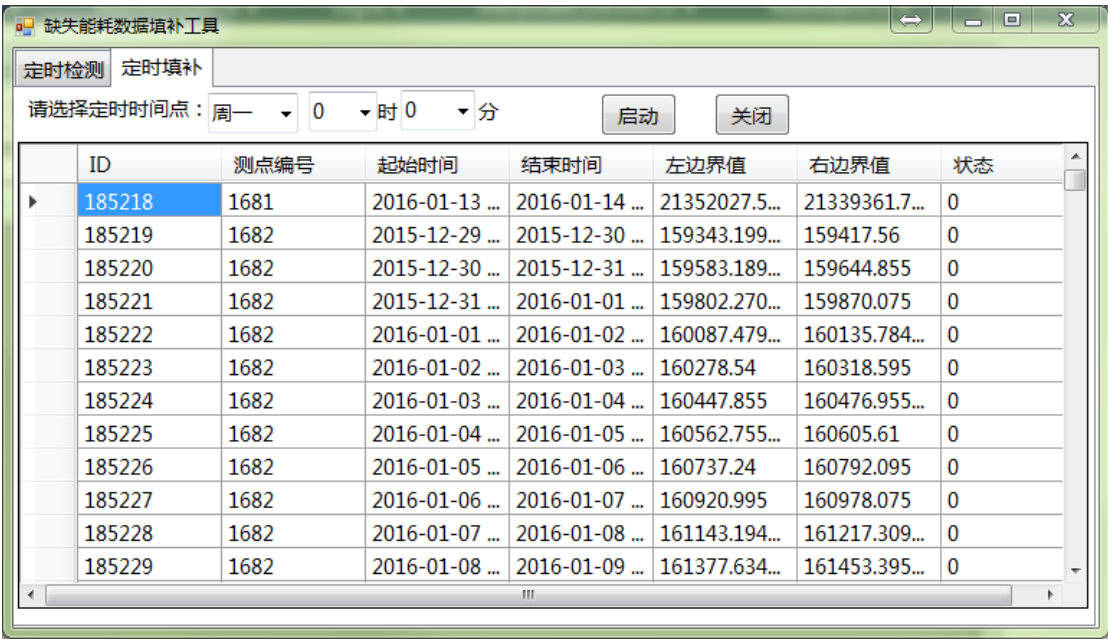 缺失能耗数据填补工具
定时检测 定时填补
请选择定时时间点： 周一 0 时 0 分 启动 关闭
ID 测点编号 起始时间 结束时间 左边界值 右边界值 状态
185218 1681 2016-01-13 ... 2016-01-14 ... 21352027.5... 21339361.7... 0
185219 1682 2015-12-29 ... 2015-12-30 ... 159343.199... 159417.56 0
185220 1682 2015-12-30 ... 2015-12-31 ... 159583.189... 159644.855 0
185221 1682 2015-12-31 ... 2016-01-01 ... 159802.270... 159870.075 0
185222 1682 2016-01-01 ... 2016-01-02 ... 160087.479... 160135.784... 0
185223 1682 2016-01-02 ... 2016-01-03 ... 160278.54 160318.595 0
185224 1682 2016-01-03 ... 2016-01-04 ... 160447.855 160476.955... 0
185225 1682 2016-01-04 ... 2016-01-05 ... 160562.755... 160605.61 0
185226 1682 2016-01-05 ... 2016-01-06 ... 160737.24 160792.095 0
185227 1682 2016-01-06 ... 2016-01-07 ... 160920.995 160978.075 0
185228 1682 2016-01-07 ... 2016-01-08 ... 161143.194... 161217.309... 0
185229 1682 2016-01-08 ... 2016-01-09 ... 161377.634... 161453.395... 0